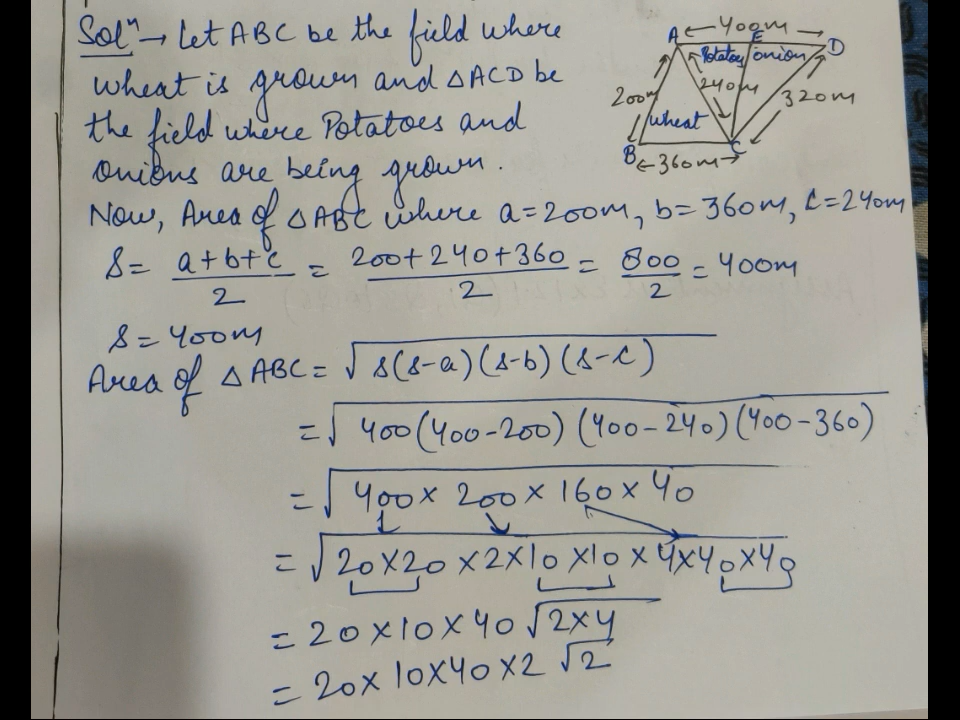 Solⁿ → Let ABC be the field where
wheat is grown and △ACD be
the field where Potatoes and
onions are being grown.
A ←400m→ E D
Potatoes onion
200m 240m 320m
wheat
B ←360m→ C
Now, Area of △ABC where a=200m, b=360m, c=240m
S= a+b+c/2 = 200+240+360/2 = 800/2 = 400m
S=400m
Area of △ABC = √s(s-a)(s-b)(s-c)
= √400(400-200)(400-240)(400-360)
= √400×200×160×40
= √20×20×2×10×10×4×40×40
= 20×10×40√2×4
= 20×10×40×2√2